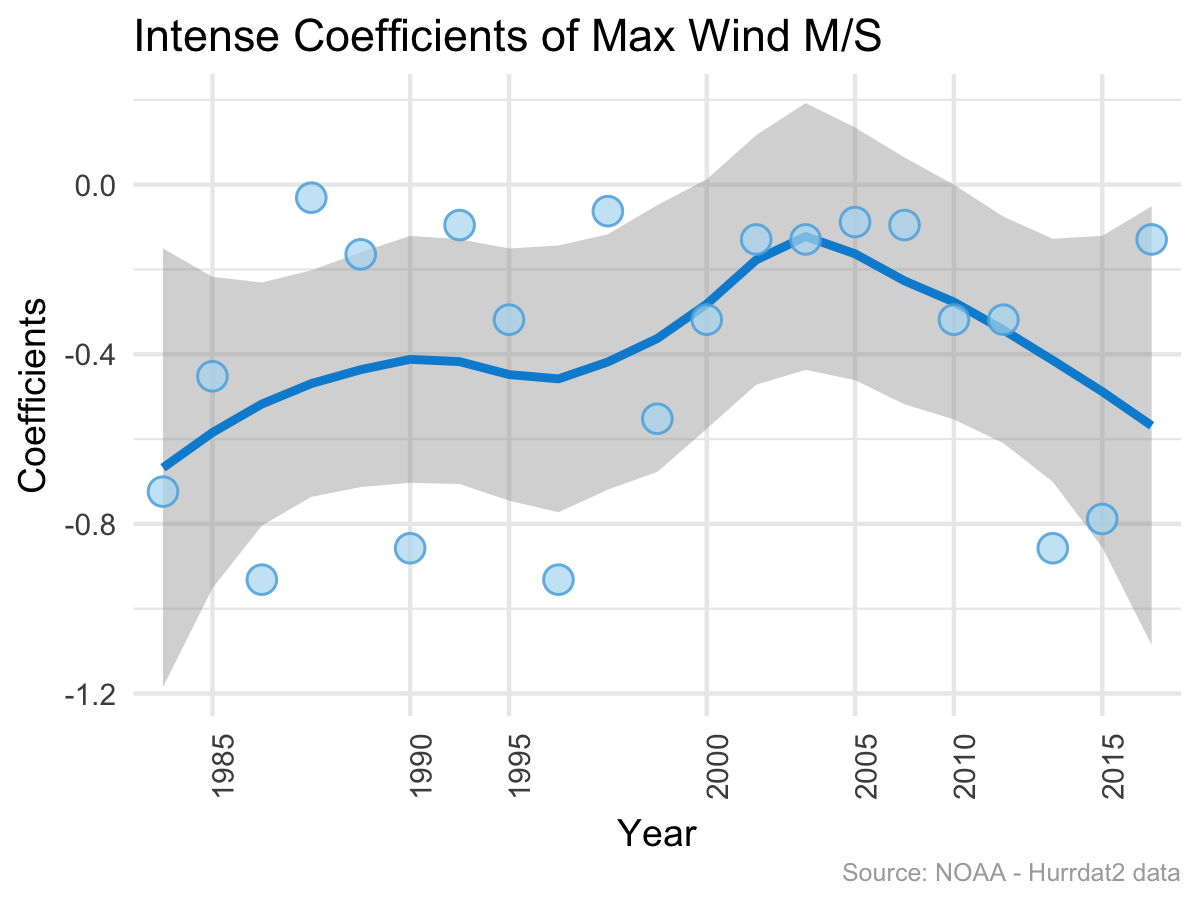 Intense Coefficients of Max Wind M/S
Coefficients
0.0
-0.4
-0.8
-1.2
1985
1990
1995
2000
2005
2010
2015
Year
Source: NOAA - Hurrdat2 data